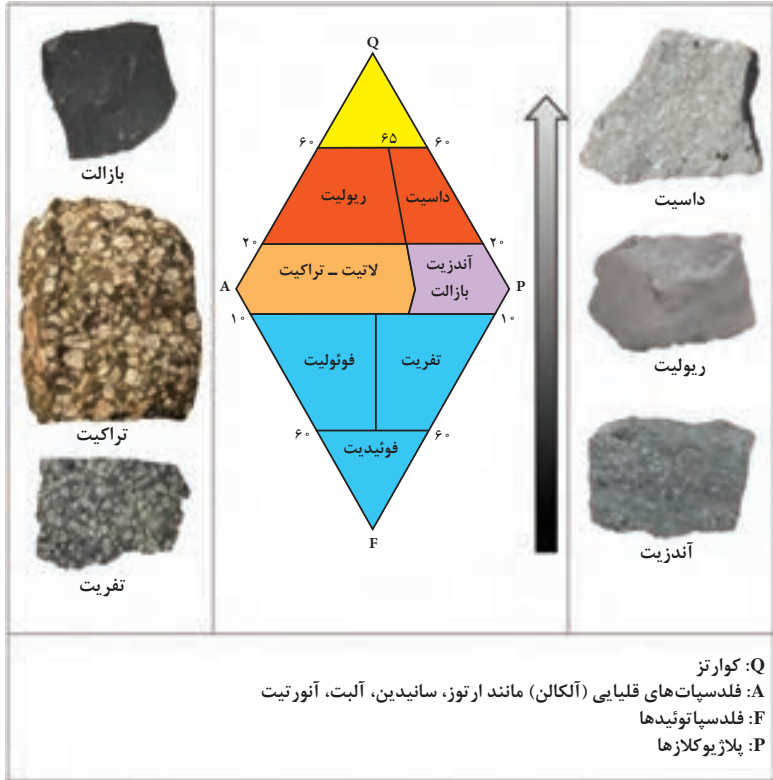 Q
بازالت
۶۰
۶۵
۶۰
ریولیت
داسیت
داسیت
۲۰
۲۰
لاتیت ـ تراکیت
آندزیت
بازالت
A
P
۱۰
۱۰
فوئولیت
تفریت
ریولیت
تراکیت
۶۰
۶۰
فوئیدیت
F
تفریت
آندزیت
Q: کوارتز
A: فلدسپات‌های قلیایی (آلکالن) مانند ارتوز، سانیدین، آلبت، آنورتیت
F: فلدسپاتوئیدها
P: پلاژیوکلازها